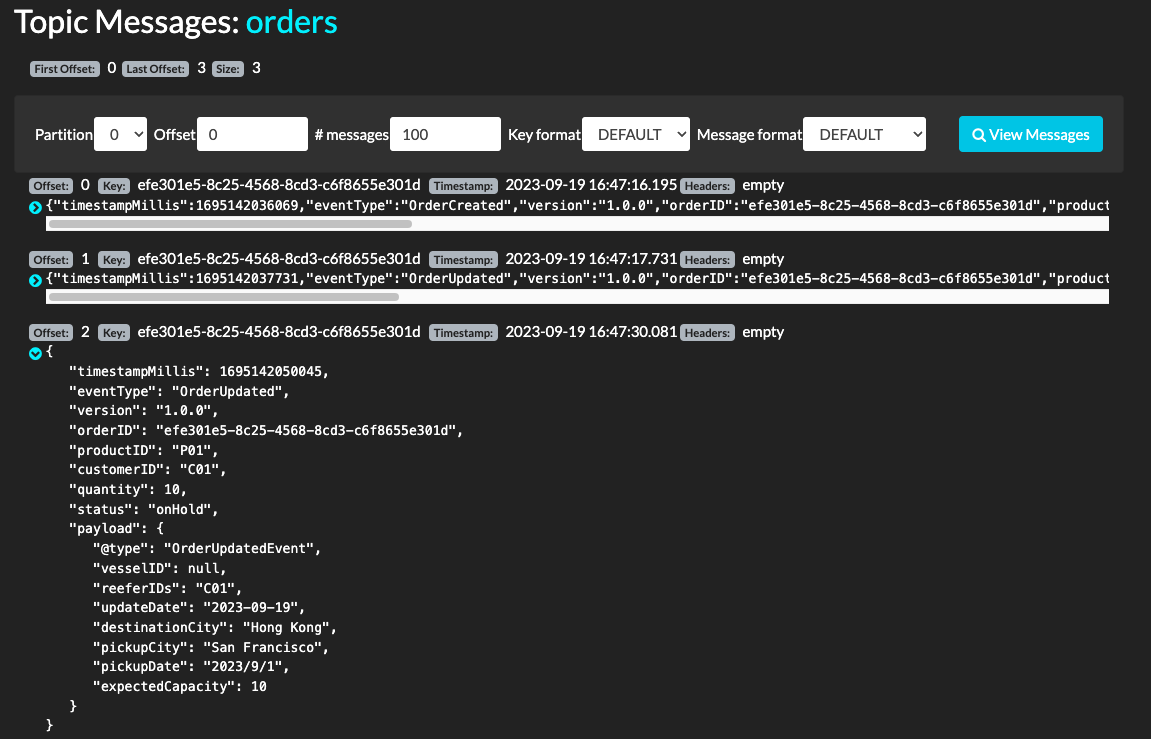 Topic Messages: orders
First Offset: 0 Last Offset: 3 Size: 3
Partition 0 Offset 0 # messages 100 Key format DEFAULT Message format DEFAULT View Messages
Offset: 0 Key: efe301e5-8c25-4568-8cd3-c6f8655e301d Timestamp: 2023-09-19 16:47:16.195 Headers: empty
{"timestampMillis":1695142036069,"eventType":"OrderCreated","version":"1.0.0","orderID":"efe301e5-8c25-4568-8cd3-c6f8655e301d","product
Offset: 1 Key: efe301e5-8c25-4568-8cd3-c6f8655e301d Timestamp: 2023-09-19 16:47:17.731 Headers: empty
{"timestampMillis":1695142037731,"eventType":"OrderUpdated","version":"1.0.0","orderID":"efe301e5-8c25-4568-8cd3-c6f8655e301d","product
Offset: 2 Key: efe301e5-8c25-4568-8cd3-c6f8655e301d Timestamp: 2023-09-19 16:47:30.081 Headers: empty
{
"timestampMillis": 1695142050045,
"eventType": "OrderUpdated",
"version": "1.0.0",
"orderID": "efe301e5-8c25-4568-8cd3-c6f8655e301d",
"productID": "P01",
"customerID": "C01",
"quantity": 10,
"status": "onHold",
"payload": {
"@type": "OrderUpdatedEvent",
"vesselID": null,
"reeferIDs": "C01",
"updateDate": "2023-09-19",
"destinationCity": "Hong Kong",
"pickupCity": "San Francisco",
"pickupDate": "2023/9/1",
"expectedCapacity": 10
}
}